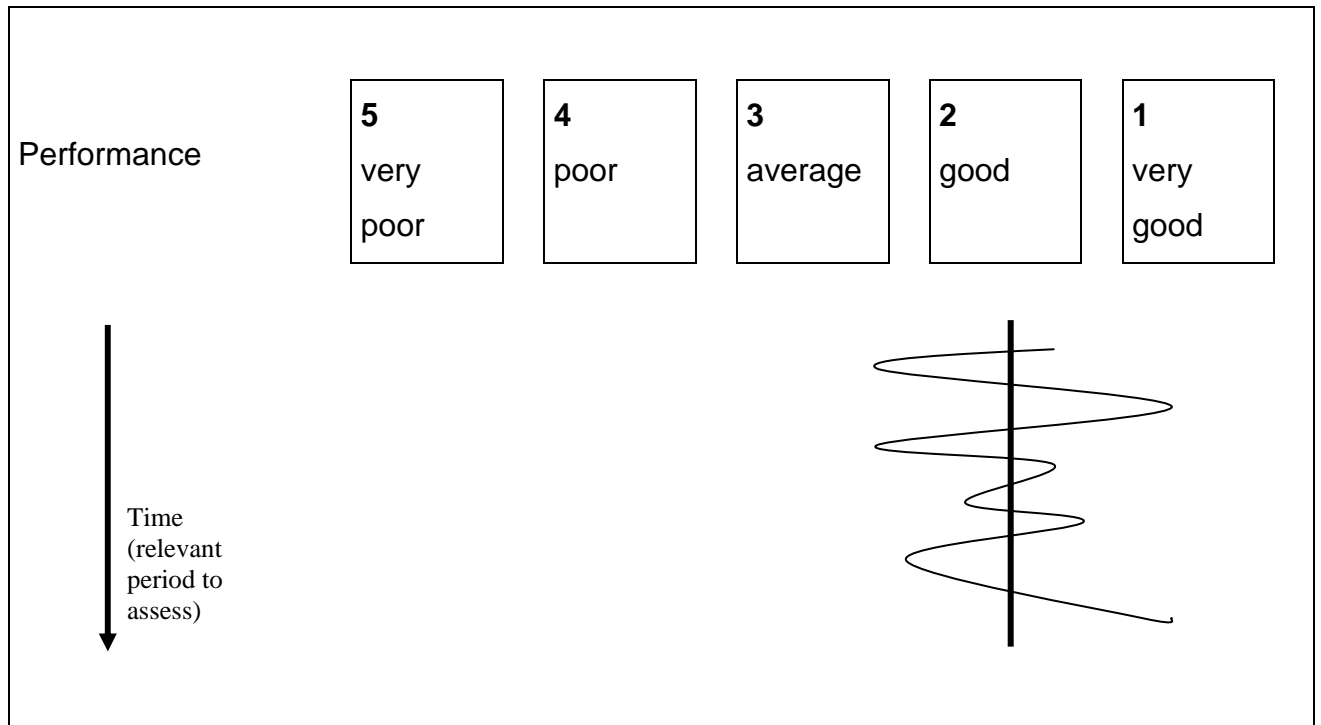 Performance
5
very
poor
4
poor
3
average
2
good
1
very
good
Time
(relevant
period to
assess)